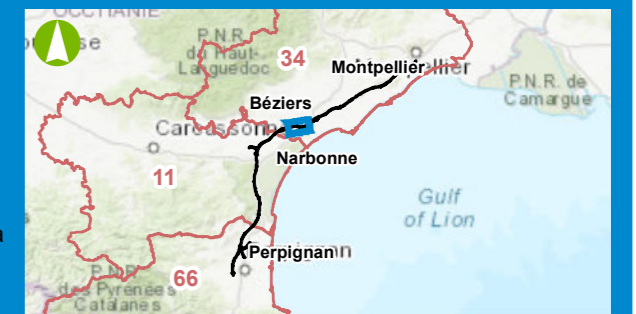 OCCITANIE
P.N.R.
du Haut-
Languedoc
34
Montpellier
P.N.R. de
Camargue
Béziers
Carcassonne
Narbonne
11
Gulf
of Lion
Perpignan
66
P.N.R.
des Pyrénées
Catalanes